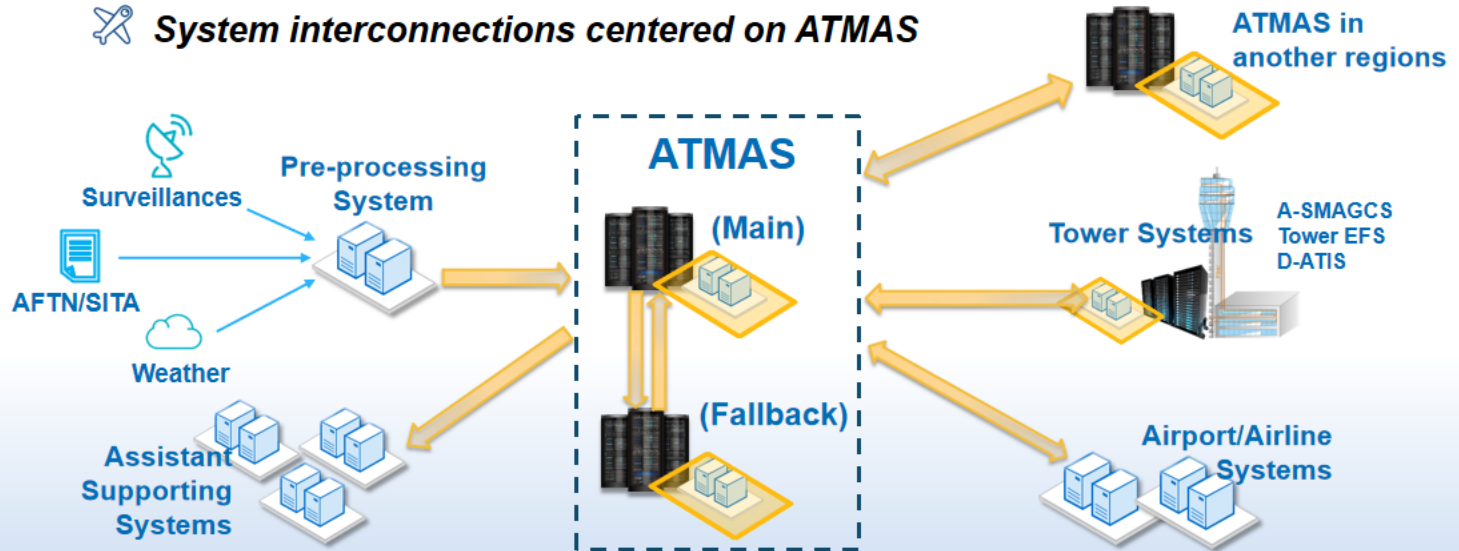 System interconnections centered on ATMAS
ATMAS in
another regions
Surveillances
AFTN/SITA
Weather
Pre-processing
System
ATMAS
(Main)
(Fallback)
Tower Systems
A-SMAGCS
Tower EFS
D-ATIS
Assistant
Supporting
Systems
Airport/Airline
Systems